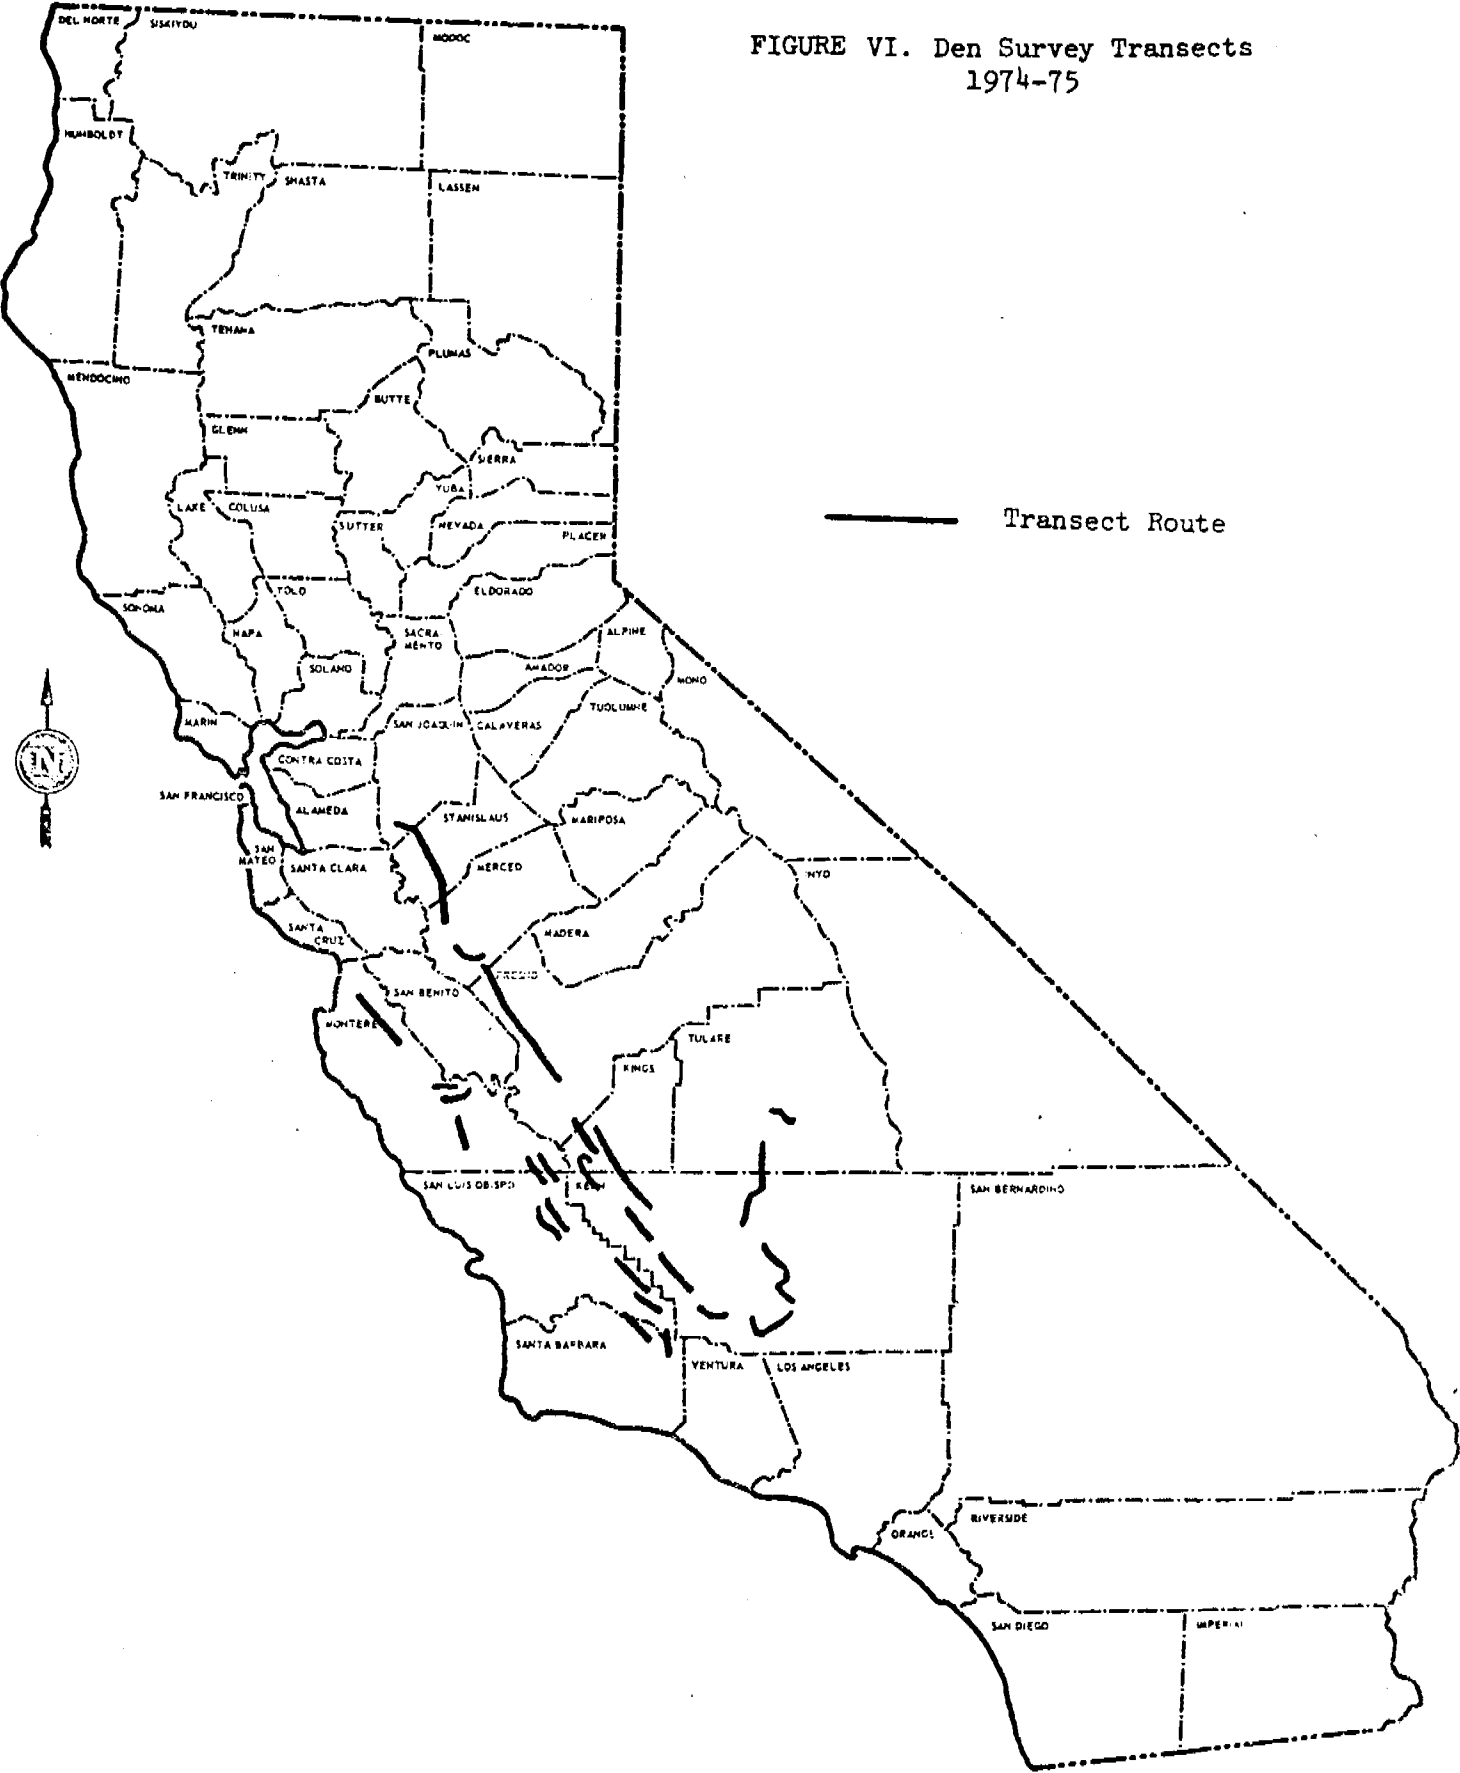 FIGURE VI. Den Survey Transects
1974-75
DEL NORTE
SISKIYOU
MODOC
HUMBOLDT
TRINITY
SHASTA
LASSEN
TEHAMA
PLUMAS
MENDOCINO
BUTTE
GLENN
SIERRA
YUBA
LAKE
COLUSA
SUTTER
NEVADA
PLACER
Transect Route
YOLO
ELDORADO
SONOMA
NAPA
SACRA
MENTO
ALPINE
SOLANO
AMADOR
MONO
TUOLUMNE
MARIN
SAN JOAQUIN
CALAVERAS
N
CONTRA COSTA
SAN FRANCISCO
ALAMEDA
STANISLAUS
MARIPOSA
SAN
MATEO
SANTA CLARA
MERCED
INYO
SANTA
CRUZ
MADERA
FRESNO
SAN BENITO
MONTERE
TULARE
KINGS
SAN LUIS OBISPO
KERN
SAN BERNARDINO
SANTA BARBARA
VENTURA
LOS ANGELES
ORANGE
RIVERSIDE
SAN DIEGO
IMPERIAL